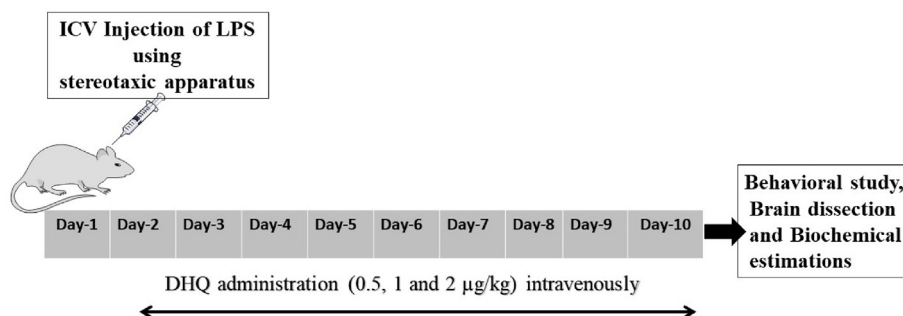 ICV Injection of LPS
using
stereotaxic apparatus
Day-1 Day-2 Day-3 Day-4 Day-5 Day-6 Day-7 Day-8 Day-9 Day-10
Behavioral study,
Brain dissection
and Biochemical
estimations
DHQ administration (0.5, 1 and 2 µg/kg) intravenously